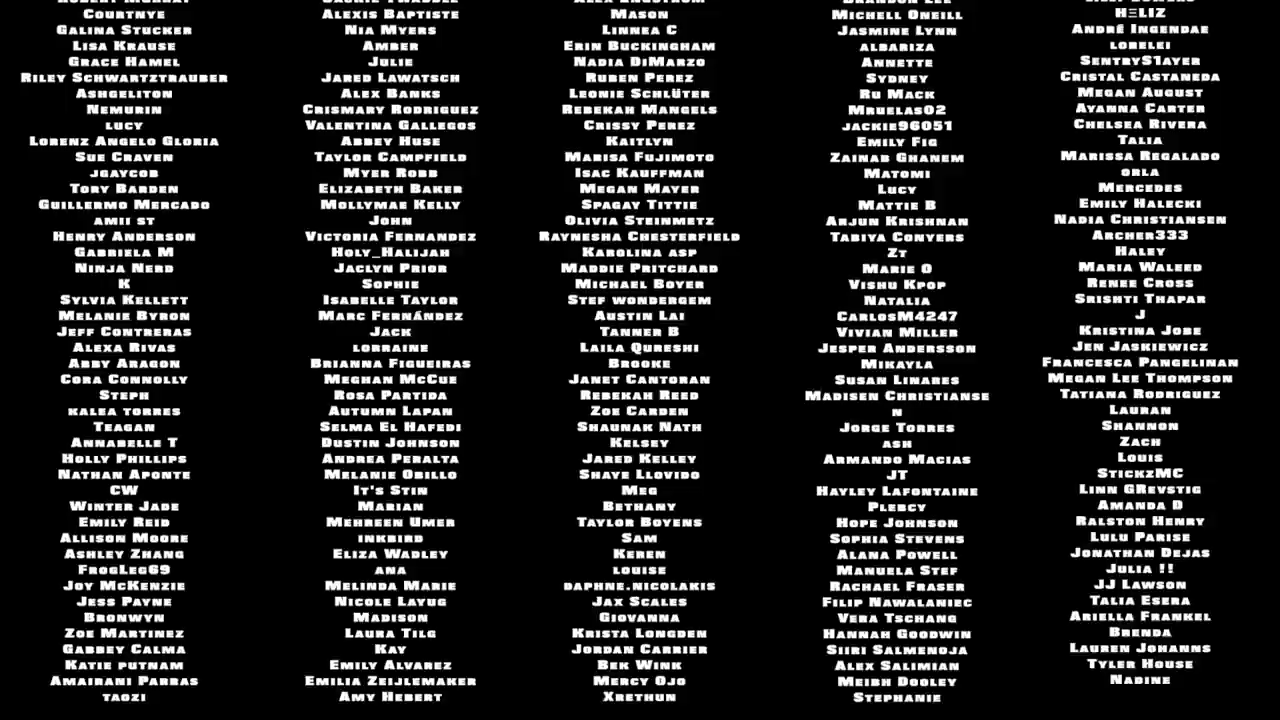 Courtnye
Galina Stucker
Lisa Krause
Grace Hamel
Riley Schwartztrauber
Ashgeliton
Nemurin
lucy
Lorenz Angelo Gloria
Sue Craven
jgaycob
Tory Barden
Guillermo Mercado
amii st
Henry Anderson
Gabriela M
Ninja Nerd
K
Sylvia Kellett
Melanie Byron
Jeff Contreras
Alexa Rivas
Abby Aragon
Cora Connolly
Steph
kalea torres
Teagan
Annabelle T
Holly Phillips
Nathan Aponte
CW
Winter Jade
Emily Reid
Allison Moore
Ashley Zhang
FrogLeg69
Joy McKenzie
Jess Payne
Bronwyn
Zoe Martinez
Gabbey Calma
Katie putnam
Amairani Parras
taozi
Alexis Baptiste
Nia Myers
Amber
Julie
Jared Lawatsch
Alex Banks
Crismary Rodriguez
Valentina Gallegos
Abbey Huse
Taylor Campfield
Myer Robb
Elizabeth Baker
Mollymae Kelly
John
Victoria Fernandez
Holy_Halijah
Jaclyn Prior
Sophie
Isabelle Taylor
Marc Fernández
Jack
lorraine
Brianna Figueiras
Meghan McCue
Rosa Partida
Autumn Lapan
Selma El Hafedi
Dustin Johnson
Andrea Peralta
Melanie Obillo
It's Stin
Marian
Mehreen Umer
inkbird
Eliza Wadley
ana
Melinda Marie
Nicole Layug
Madison
Laura Tilg
Kay
Emily Alvarez
Emilia Zeijlemaker
Amy Hebert
Mason
Linnea C
Erin Buckingham
Nadia DiMarzo
Ruben Perez
Leonie Schlüter
Rebekah Mangels
Crissy Perez
Kaitlyn
Marisa Fujimoto
Isac Kauffman
Megan Mayer
Spagay Tittie
Olivia Steinmetz
Raynesha Chesterfield
Karolina asp
Maddie Pritchard
Michael Boyer
Stef wondergem
Austin Lai
Tanner B
Laila Qureshi
Brooke
Janet Cantoran
Rebekah Reed
Zoe Carden
Shaunak Nath
Kelsey
Jared Kelley
Shaye Llovido
Meg
Bethany
Taylor Boyens
Sam
Keren
louise
daphne.nicolakis
Jax Scales
Giovanna
Krista Longden
Jordan Carrier
Bek Wink
Mercy Ojo
Xrethun
Michell Oneill
Jasmine Lynn
albariza
Annette
Sydney
Ru Mack
Mruelas02
jackie96051
Emily Fig
Zainab Ghanem
Matomi
Lucy
Mattie B
Arjun Krishnan
Tabiya Conyers
Zt
Marie O
Vishu Kpop
Natalia
CarlosM4247
Vivian Miller
Jesper Andersson
Mikayla
Susan Linares
Madisen Christianse
n
Jorge Torres
ash
Armando Macias
JT
Hayley Lafontaine
Plebcy
Hope Johnson
Sophia Stevens
Alana Powell
Manuela Stef
Rachael Fraser
Filip Nawalaniec
Vera Tschang
Hannah Goodwin
Siiri Salmenoja
Alex Salimian
Meibh Dooley
Stephanie
HΞLIZ
André Ingendae
lorelei
SentryS1ayer
Cristal Castaneda
Megan August
Ayanna Carter
Chelsea Rivera
Talia
Marissa Regalado
orla
Mercedes
Emily Halecki
Nadia Christiansen
Archer333
Haley
Maria Waleed
Renee Cross
Srishti Thapar
J
Kristina Jobe
Jen Jaskiewicz
Francesca Pangelinan
Megan Lee Thompson
Tatiana Rodriguez
Lauran
Shannon
Zach
Louis
StickzMC
Linn GRevstig
Amanda D
Ralston Henry
Lulu Parise
Jonathan Dejas
Julia !!
JJ Lawson
Talia Esera
Ariella Frankel
Brenda
Lauren Johanns
Tyler House
Nadine